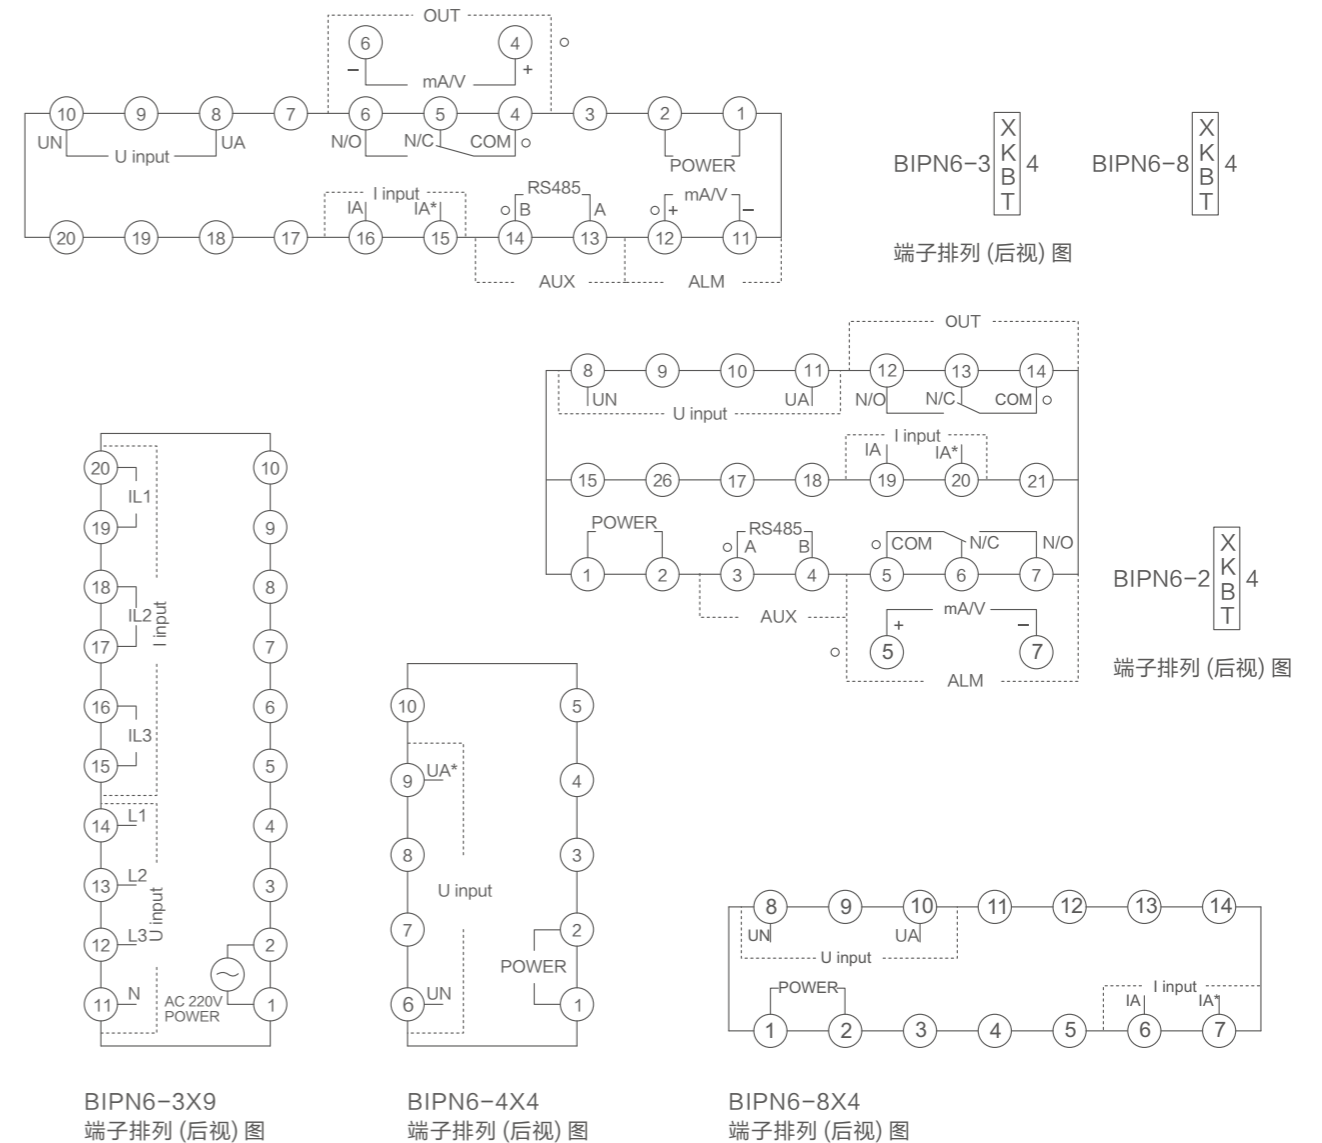 OUT
6 4
− mA/V +
10 9 8 7 6 5 4 3 2 1
UN U input UA N/O N/C COM POWER
I input RS485 mA/V
IA IA* B A + −
20 19 18 17 16 15 14 13 12 11
AUX ALM
BIPN6-3 X K B T 4
BIPN6-8 X K B T 4
端子排列 (后视) 图
OUT
8 9 10 11 12 13 14
UN U input UA N/O N/C COM
I input
IA IA*
15 26 17 18 19 20 21
POWER RS485
A B COM N/C N/O
1 2 3 4 5 6 7
AUX mA/V
+ −
5 7
ALM
BIPN6-2 X K B T 4
端子排列 (后视) 图
20 10
IL1
19 9
18 8
IL2
I input
17 7
16 6
IL3
15 5
14 L1 4
13 L2 3
U input
12 L3 2
11 N AC 220V 1
POWER
BIPN6-3X9
端子排列 (后视) 图
10 5
9 UA* 4
8 3
U input
7 2
POWER
6 UN 1
BIPN6-4X4
端子排列 (后视) 图
8 9 10 11 12 13 14
UN UA
U input
POWER I input
IA IA*
1 2 3 4 5 6 7
BIPN6-8X4
端子排列 (后视) 图